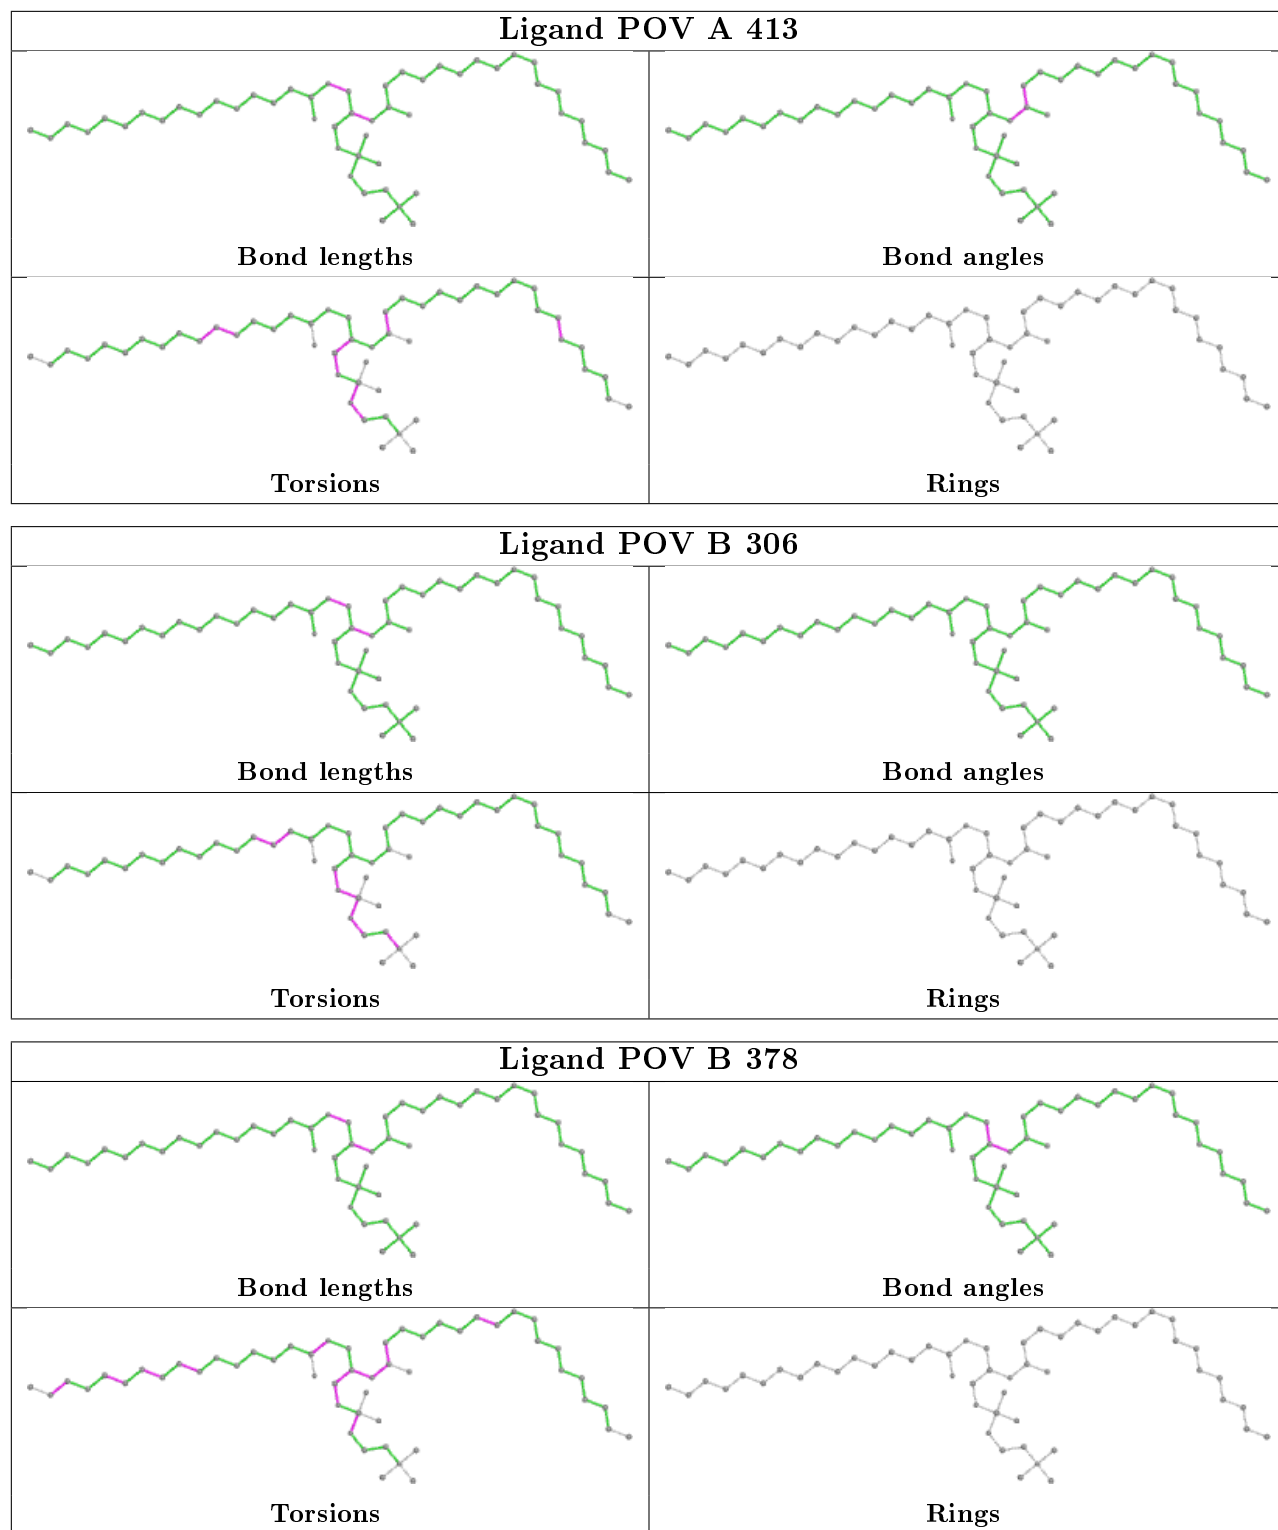 Ligand POV A 413
Bond lengths
Bond angles
Torsions
Rings
Ligand POV B 306
Bond lengths
Bond angles
Torsions
Rings
Ligand POV B 378
Bond lengths
Bond angles
Torsions
Rings